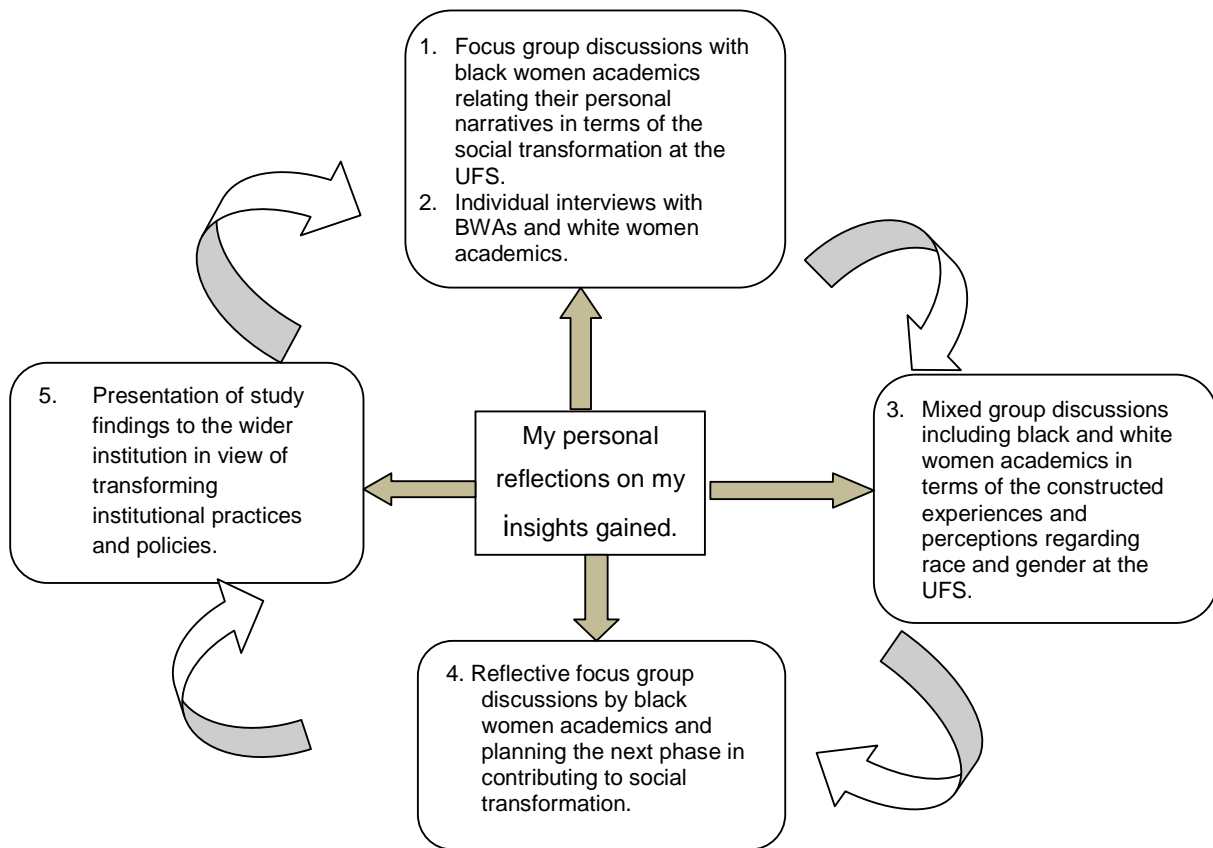 1. Focus group discussions with
black women academics
relating their personal
narratives in terms of the
social transformation at the
UFS.
2. Individual interviews with
BWAs and white women
academics.
3. Mixed group discussions
including black and white
women academics in
terms of the constructed
experiences and
perceptions regarding
race and gender at the
UFS.
4. Reflective focus group
discussions by black
women academics and
planning the next phase in
contributing to social
transformation.
5. Presentation of study
findings to the wider
institution in view of
transforming
institutional practices
and policies.
My personal
reflections on my
insights gained.